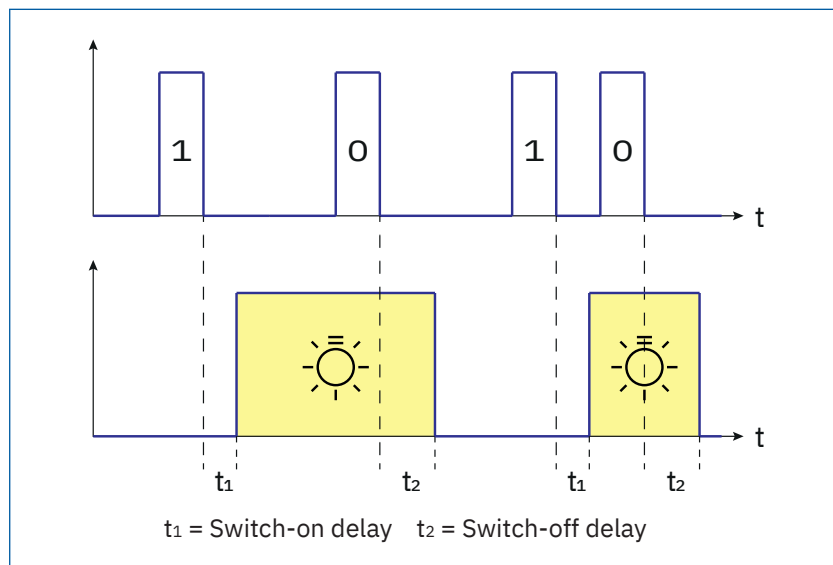 1 0 1 0
t
t
t₁ t₂ t₁ t₂
t₁ = Switch-on delay t₂ = Switch-off delay